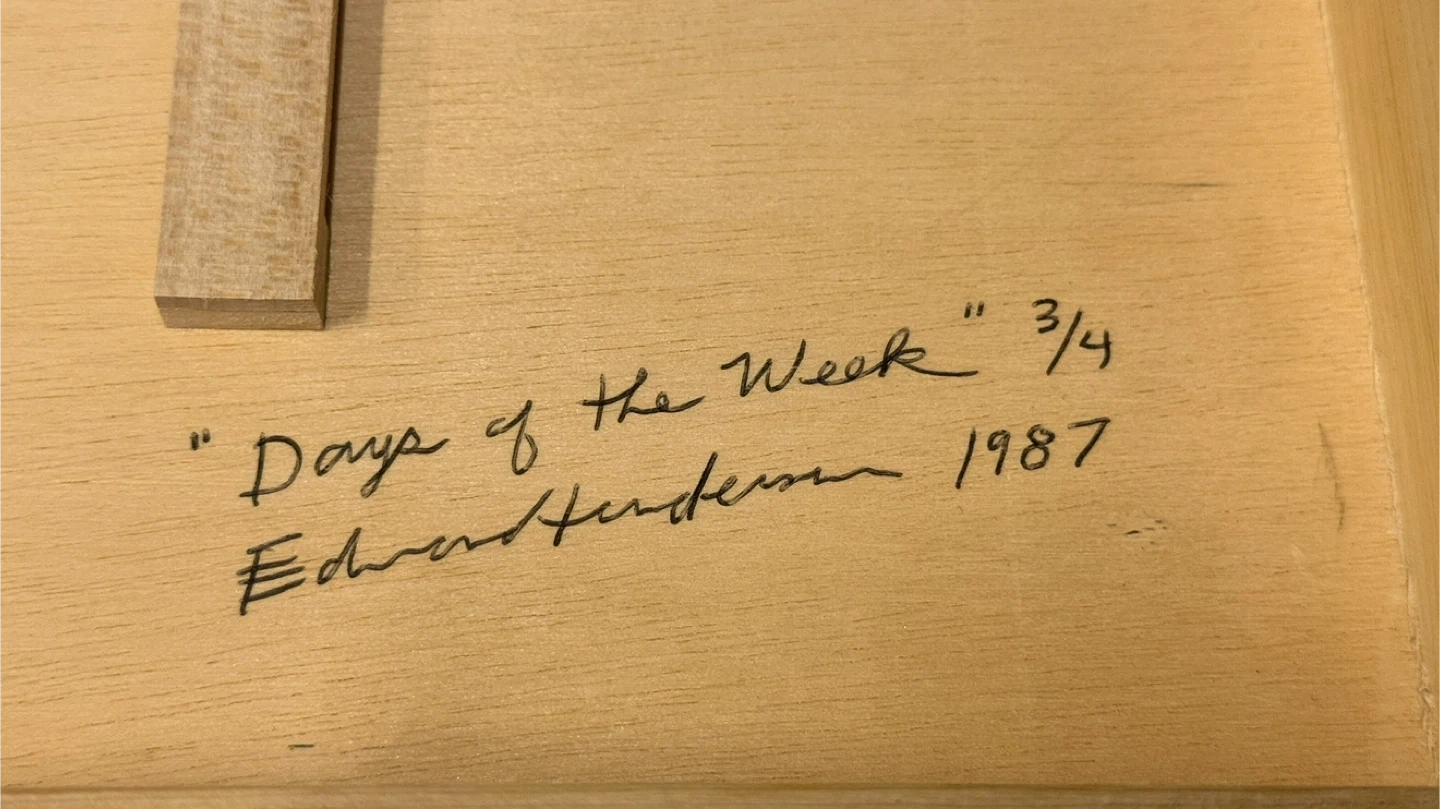 "Days of the Week" 3/4
Edward Henderson 1987